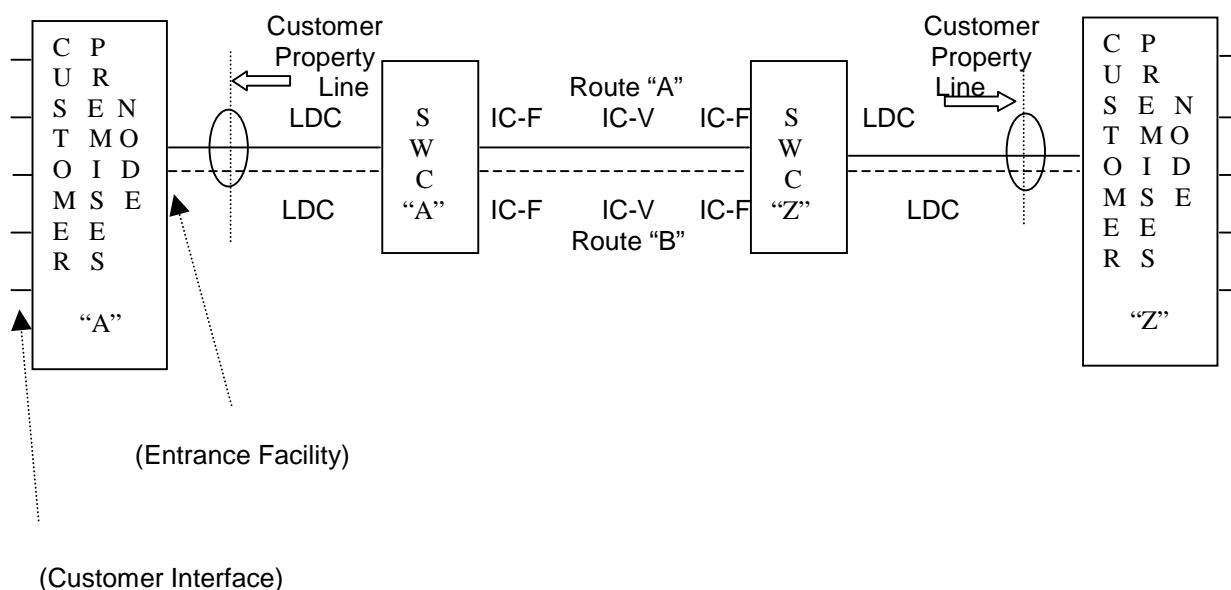 CUSTOMER PREMISES NODE
"A"
Customer
Property
Line
LDC
LDC
SWC
"A"
Route "A"
IC-F IC-V IC-F
IC-F IC-V IC-F
Route "B"
SWC
"Z"
LDC
LDC
Customer
Property
Line
CUSTOMER PREMISES NODE
"Z"
(Entrance Facility)
(Customer Interface)